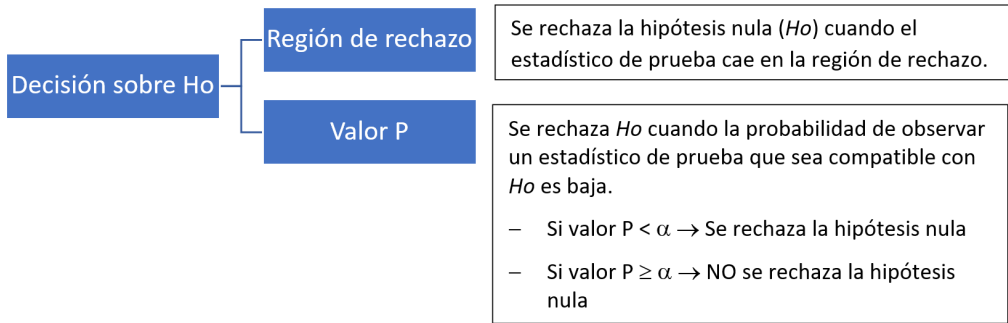 Decisión sobre Ho
Región de rechazo
Se rechaza la hipótesis nula (Ho) cuando el
estadístico de prueba cae en la región de rechazo.
Valor P
Se rechaza Ho cuando la probabilidad de observar
un estadístico de prueba que sea compatible con
Ho es baja.
– Si valor P < α → Se rechaza la hipótesis nula
– Si valor P ≥ α → NO se rechaza la hipótesis
nula